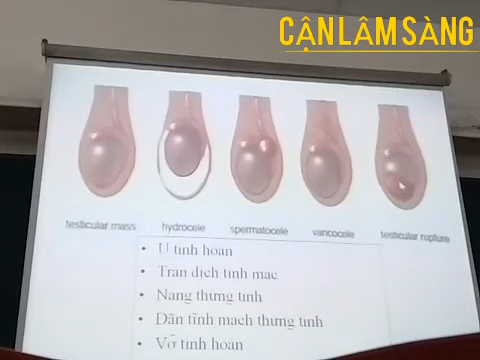 CẬN LÂM SÀNG
testicular mass hydrocele spermatocele varicocele testicular rupture
• U tinh hoàn
• Tràn dịch tinh mạc
• Nang thừng tinh
• Dãn tĩnh mạch thừng tinh
• Vỡ tinh hoàn